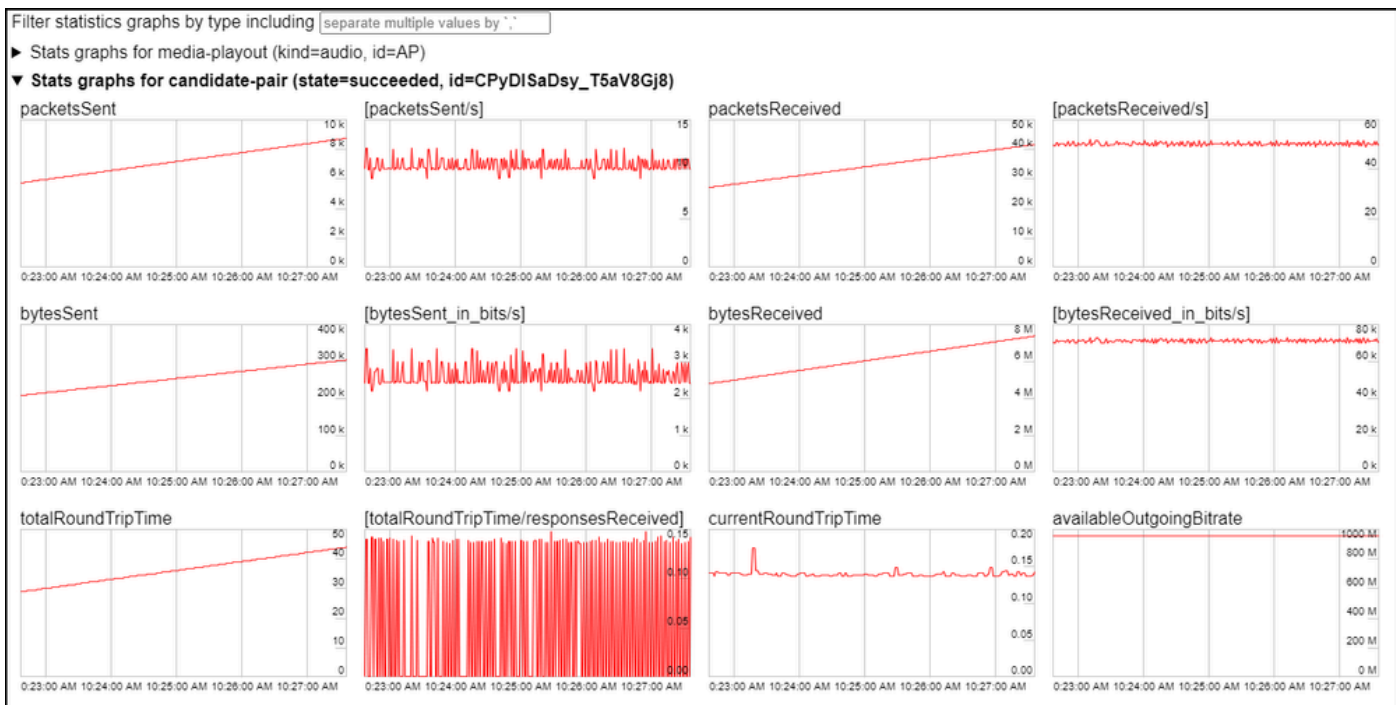 Filter statistics graphs by type including separate multiple values by `,`
▶ Stats graphs for media-playout (kind=audio, id=AP)
▼ Stats graphs for candidate-pair (state=succeeded, id=CPyDISaDsy_T5aV8Gj8)
packetsSent [packetsSent/s] packetsReceived [packetsReceived/s]
10 k 15 50 k 60
8 k 10 40 k 40
6 k 5 30 k 20
4 k 0 20 k 0
2 k 10 k
0 k 0 k
0:23:00 AM 10:24:00 AM 10:25:00 AM 10:26:00 AM 10:27:00 AM 0:23:00 AM 10:24:00 AM 10:25:00 AM 10:26:00 AM 10:27:00 AM 0:23:00 AM 10:24:00 AM 10:25:00 AM 10:26:00 AM 10:27:00 AM 0:23:00 AM 10:24:00 AM 10:25:00 AM 10:26:00 AM 10:27:00 AM
bytesSent [bytesSent_in_bits/s] bytesReceived [bytesReceived_in_bits/s]
400 k 4 k 8 M 80 k
300 k 3 k 6 M 60 k
200 k 2 k 4 M 40 k
100 k 1 k 2 M 20 k
0 k 0 k 0 M 0 k
0:23:00 AM 10:24:00 AM 10:25:00 AM 10:26:00 AM 10:27:00 AM 0:23:00 AM 10:24:00 AM 10:25:00 AM 10:26:00 AM 10:27:00 AM 0:23:00 AM 10:24:00 AM 10:25:00 AM 10:26:00 AM 10:27:00 AM 0:23:00 AM 10:24:00 AM 10:25:00 AM 10:26:00 AM 10:27:00 AM
totalRoundTripTime [totalRoundTripTime/responsesReceived] currentRoundTripTime availableOutgoingBitrate
50 0.15 0.20 1000 M
40 0.10 0.15 800 M
30 0.05 0.10 600 M
20 0.00 0.05 400 M
10 0.00 200 M
0 0 M
0:23:00 AM 10:24:00 AM 10:25:00 AM 10:26:00 AM 10:27:00 AM 0:23:00 AM 10:24:00 AM 10:25:00 AM 10:26:00 AM 10:27:00 AM 0:23:00 AM 10:24:00 AM 10:25:00 AM 10:26:00 AM 10:27:00 AM 0:23:00 AM 10:24:00 AM 10:25:00 AM 10:26:00 AM 10:27:00 AM